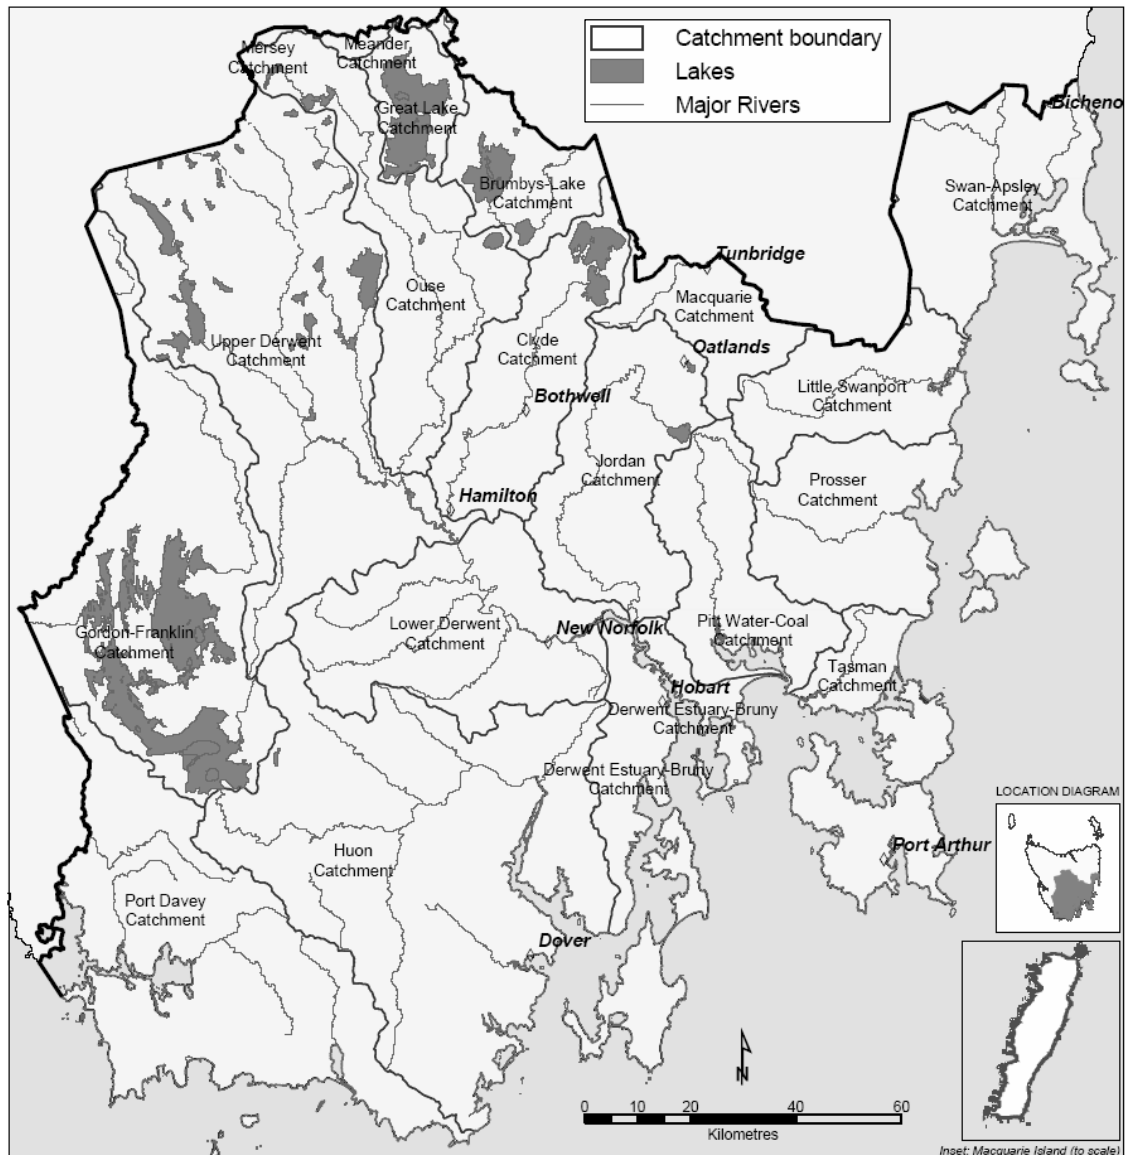 Catchment boundary
Lakes
Major Rivers
Mersey
Catchment
Meander
Catchment
Great Lake
Catchment
Bicheno
Brumbys-Lake
Catchment
Swan-Apsley
Catchment
Tunbridge
Ouse
Catchment
Macquarie
Catchment
Upper Derwent
Catchment
Clyde
Catchment
Oatlands
Little Swanport
Catchment
Bothwell
Jordan
Catchment
Prosser
Catchment
Hamilton
Gordon-Franklin
Catchment
Lower Derwent
Catchment
New Norfolk
Pitt Water-Coal
Catchment
Tasman
Catchment
Hobart
Derwent Estuary-Bruny
Catchment
Derwent Estuary-Bruny
Catchment
LOCATION DIAGRAM
Huon
Catchment
Port Arthur
Port Davey
Catchment
Dover
N
0 10 20 40 60
Kilometres
Inset: Macquarie Island (to scale)